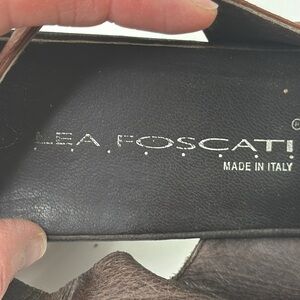 LEA FOSCATI ®
MADE IN ITALY